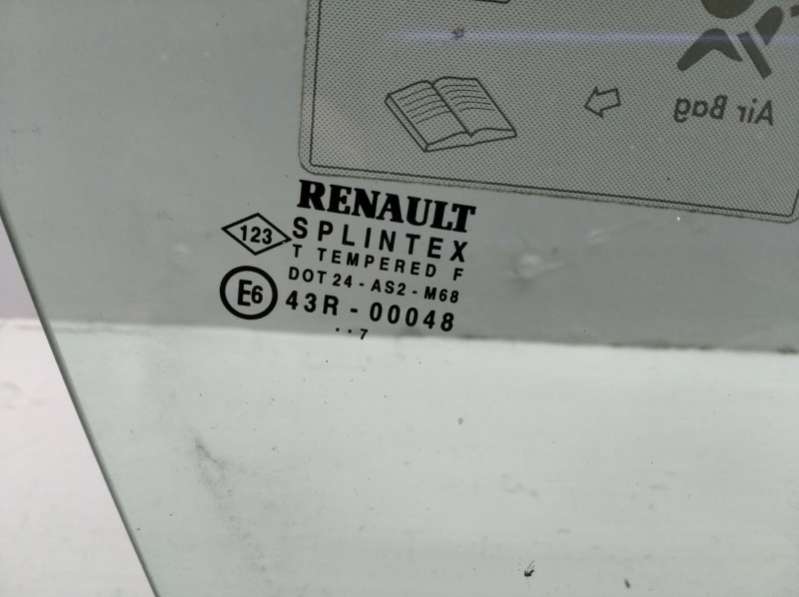 Air Bag
RENAULT
123
SPLINTEX
T TEMPERED F
DOT 24 - AS2 - M68
E6
43R - 00048
. . 7